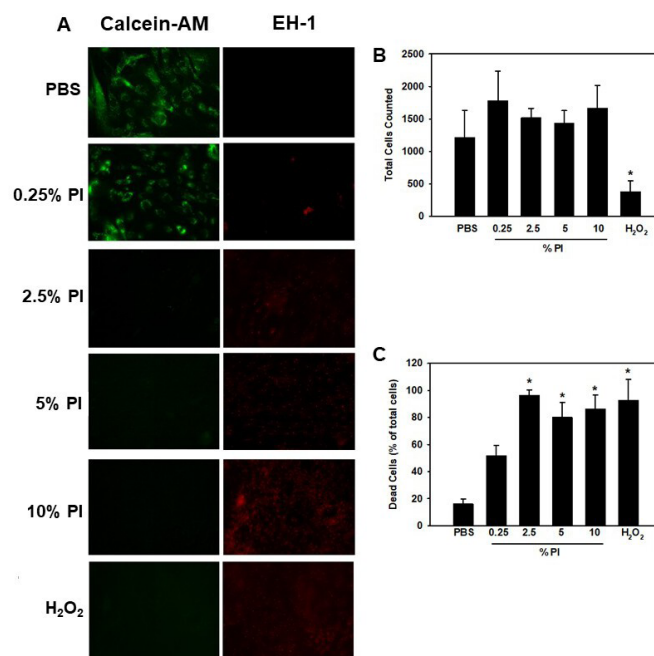 A
Calcein-AM EH-1
PBS
0.25% PI
2.5% PI
5% PI
10% PI
H₂O₂
B
Total Cells Counted
2500
2000
1500
1000
500
0
*
PBS 0.25 2.5 5 10 H₂O₂
% PI
C
Dead Cells (% of total cells)
120
100
80
60
40
20
0
* * * *
PBS 0.25 2.5 5 10 H₂O₂
% PI